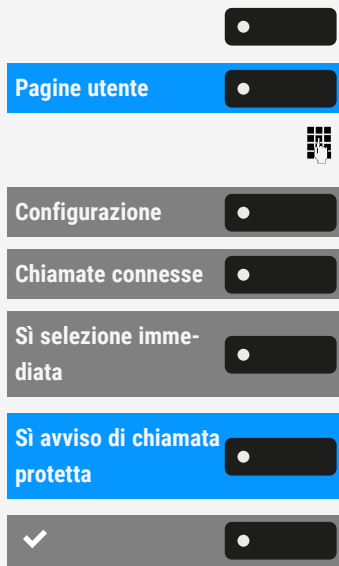 Pagine utente
Configurazione
Chiamate connesse
Sì selezione imme-
diata
Sì avviso di chiamata
protetta